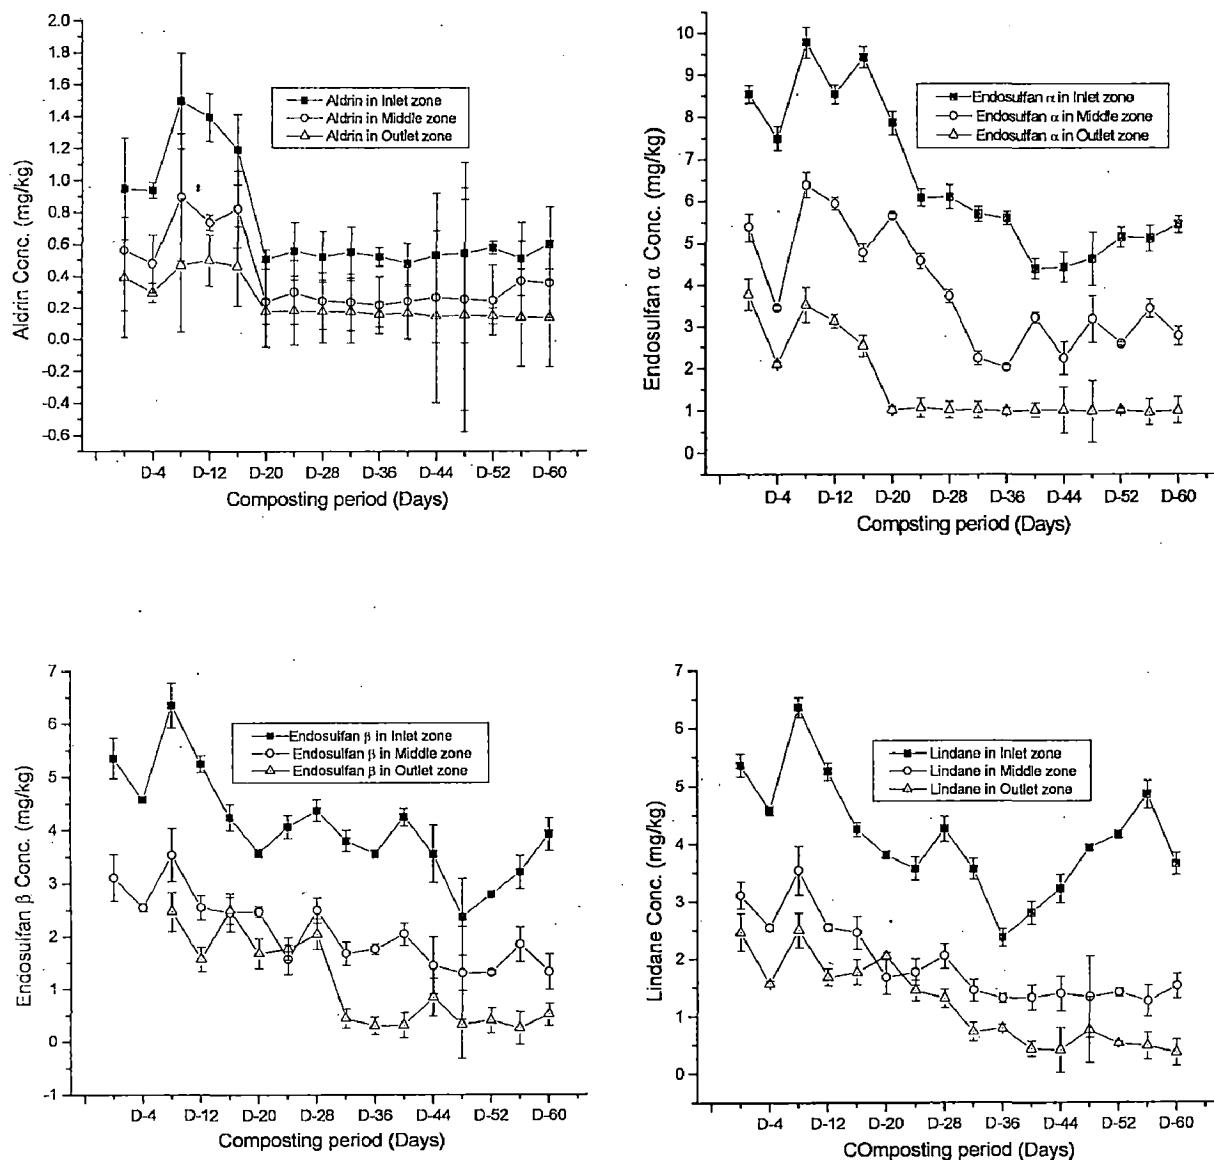 2.0
1.8
1.6
1.4
1.2
1.0
0.8
0.6
0.4
0.2
0.0
-0.2
-0.4
-0.6
Aldrin Conc. (mg/kg)
Aldrin in Inlet zone
Aldrin in Middle zone
Aldrin in Outlet zone
D-4 D-12 D-20 D-28 D-36 D-44 D-52 D-60
Composting period (Days)
10
9
8
7
6
5
4
3
2
1
0
Endosulfan α Conc. (mg/kg)
Endosulfan α in Inlet zone
Endosulfan α in Middle zone
Endosulfan α in Outlet zone
D-4 D-12 D-20 D-28 D-36 D-44 D-52 D-60
Compsting period (Days)
7
6
5
4
3
2
1
0
-1
Endosulfan β Conc. (mg/kg)
Endosulfan β in Inlet zone
Endosulfan β in Middle zone
Endosulfan β in Outlet zone
D-4 D-12 D-20 D-28 D-36 D-44 D-52 D-60
Composting period (Days)
7
6
5
4
3
2
1
0
Lindane Conc. (mg/kg)
Lindane in Inlet zone
Lindane in Middle zone
Lindane in Outlet zone
D-4 D-12 D-20 D-28 D-36 D-44 D-52 D-60
COmposting period (Days)